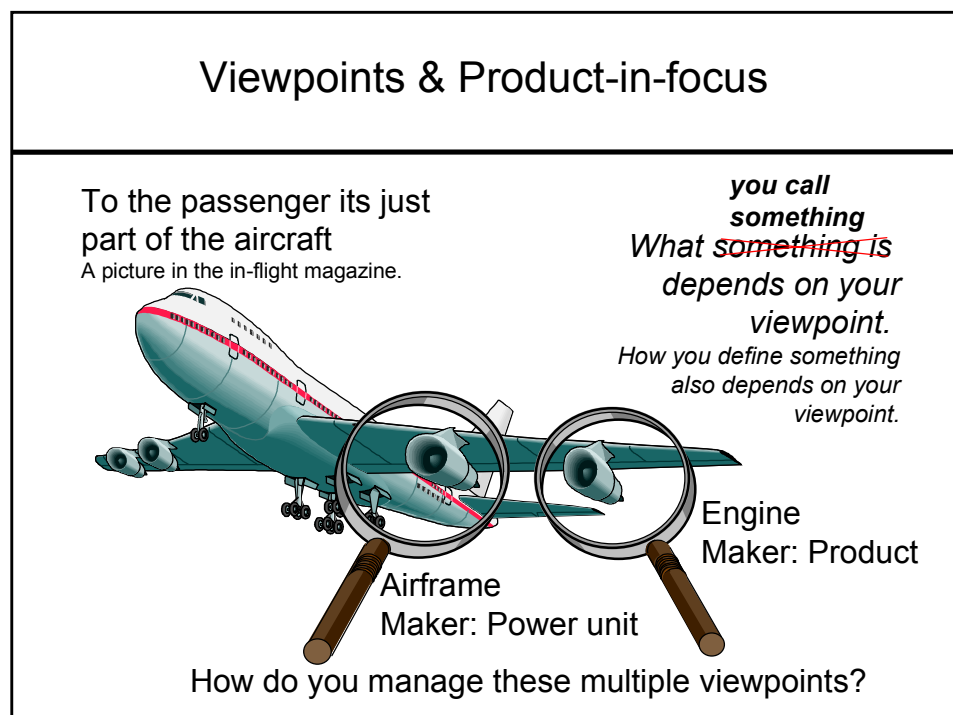 Viewpoints & Product-in-focus
To the passenger its just
part of the aircraft
A picture in the in-flight magazine.
you call
something
What something is
depends on your
viewpoint.
How you define something
also depends on your
viewpoint.
Engine
Maker: Product
Airframe
Maker: Power unit
How do you manage these multiple viewpoints?